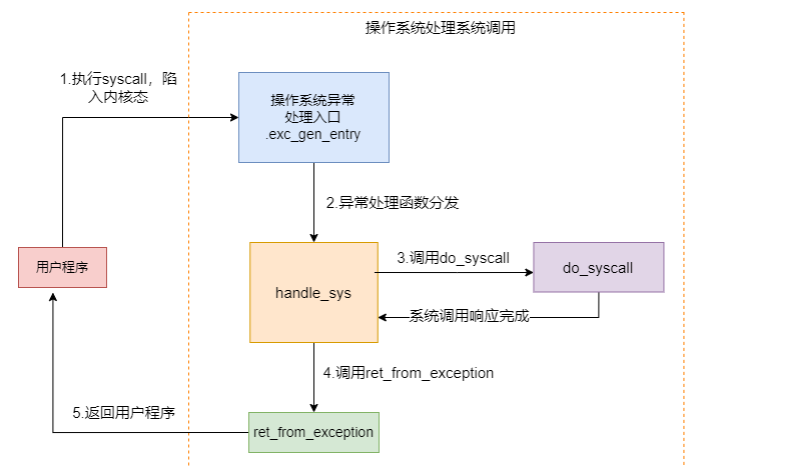 操作系统处理系统调用
1.执行syscall，陷
入内核态
操作系统异常
处理入口
.exc_gen_entry
2.异常处理函数分发
用户程序
handle_sys
3.调用do_syscall
do_syscall
系统调用响应完成
4.调用ret_from_exception
5.返回用户程序
ret_from_exception